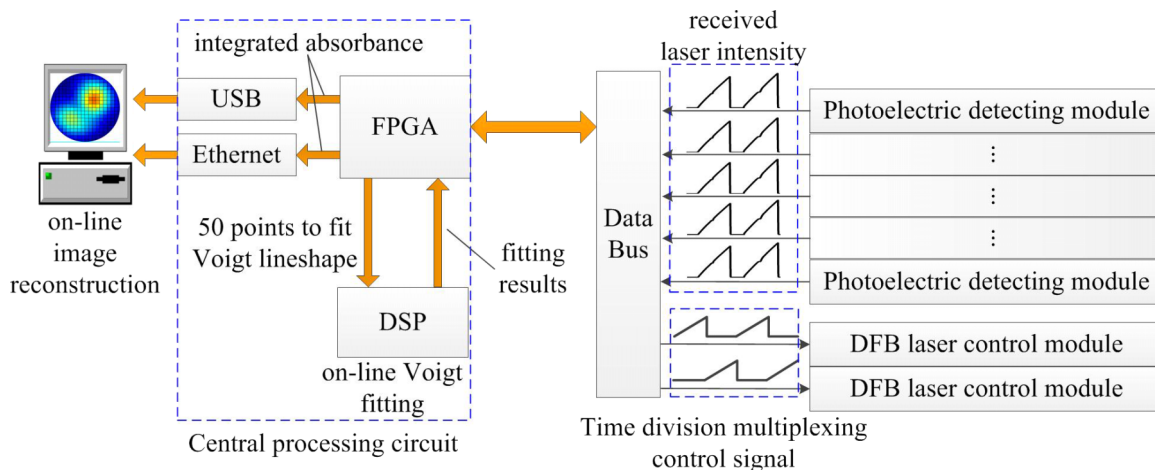 integrated absorbance
USB
Ethernet
FPGA
on-line
image
reconstruction
50 points to fit
Voigt lineshape
fitting
results
DSP
on-line Voigt
fitting
Central processing circuit
Data
Bus
received
laser intensity
Photoelectric detecting module
⋮
⋮
⋮
Photoelectric detecting module
DFB laser control module
DFB laser control module
Time division multiplexing
control signal